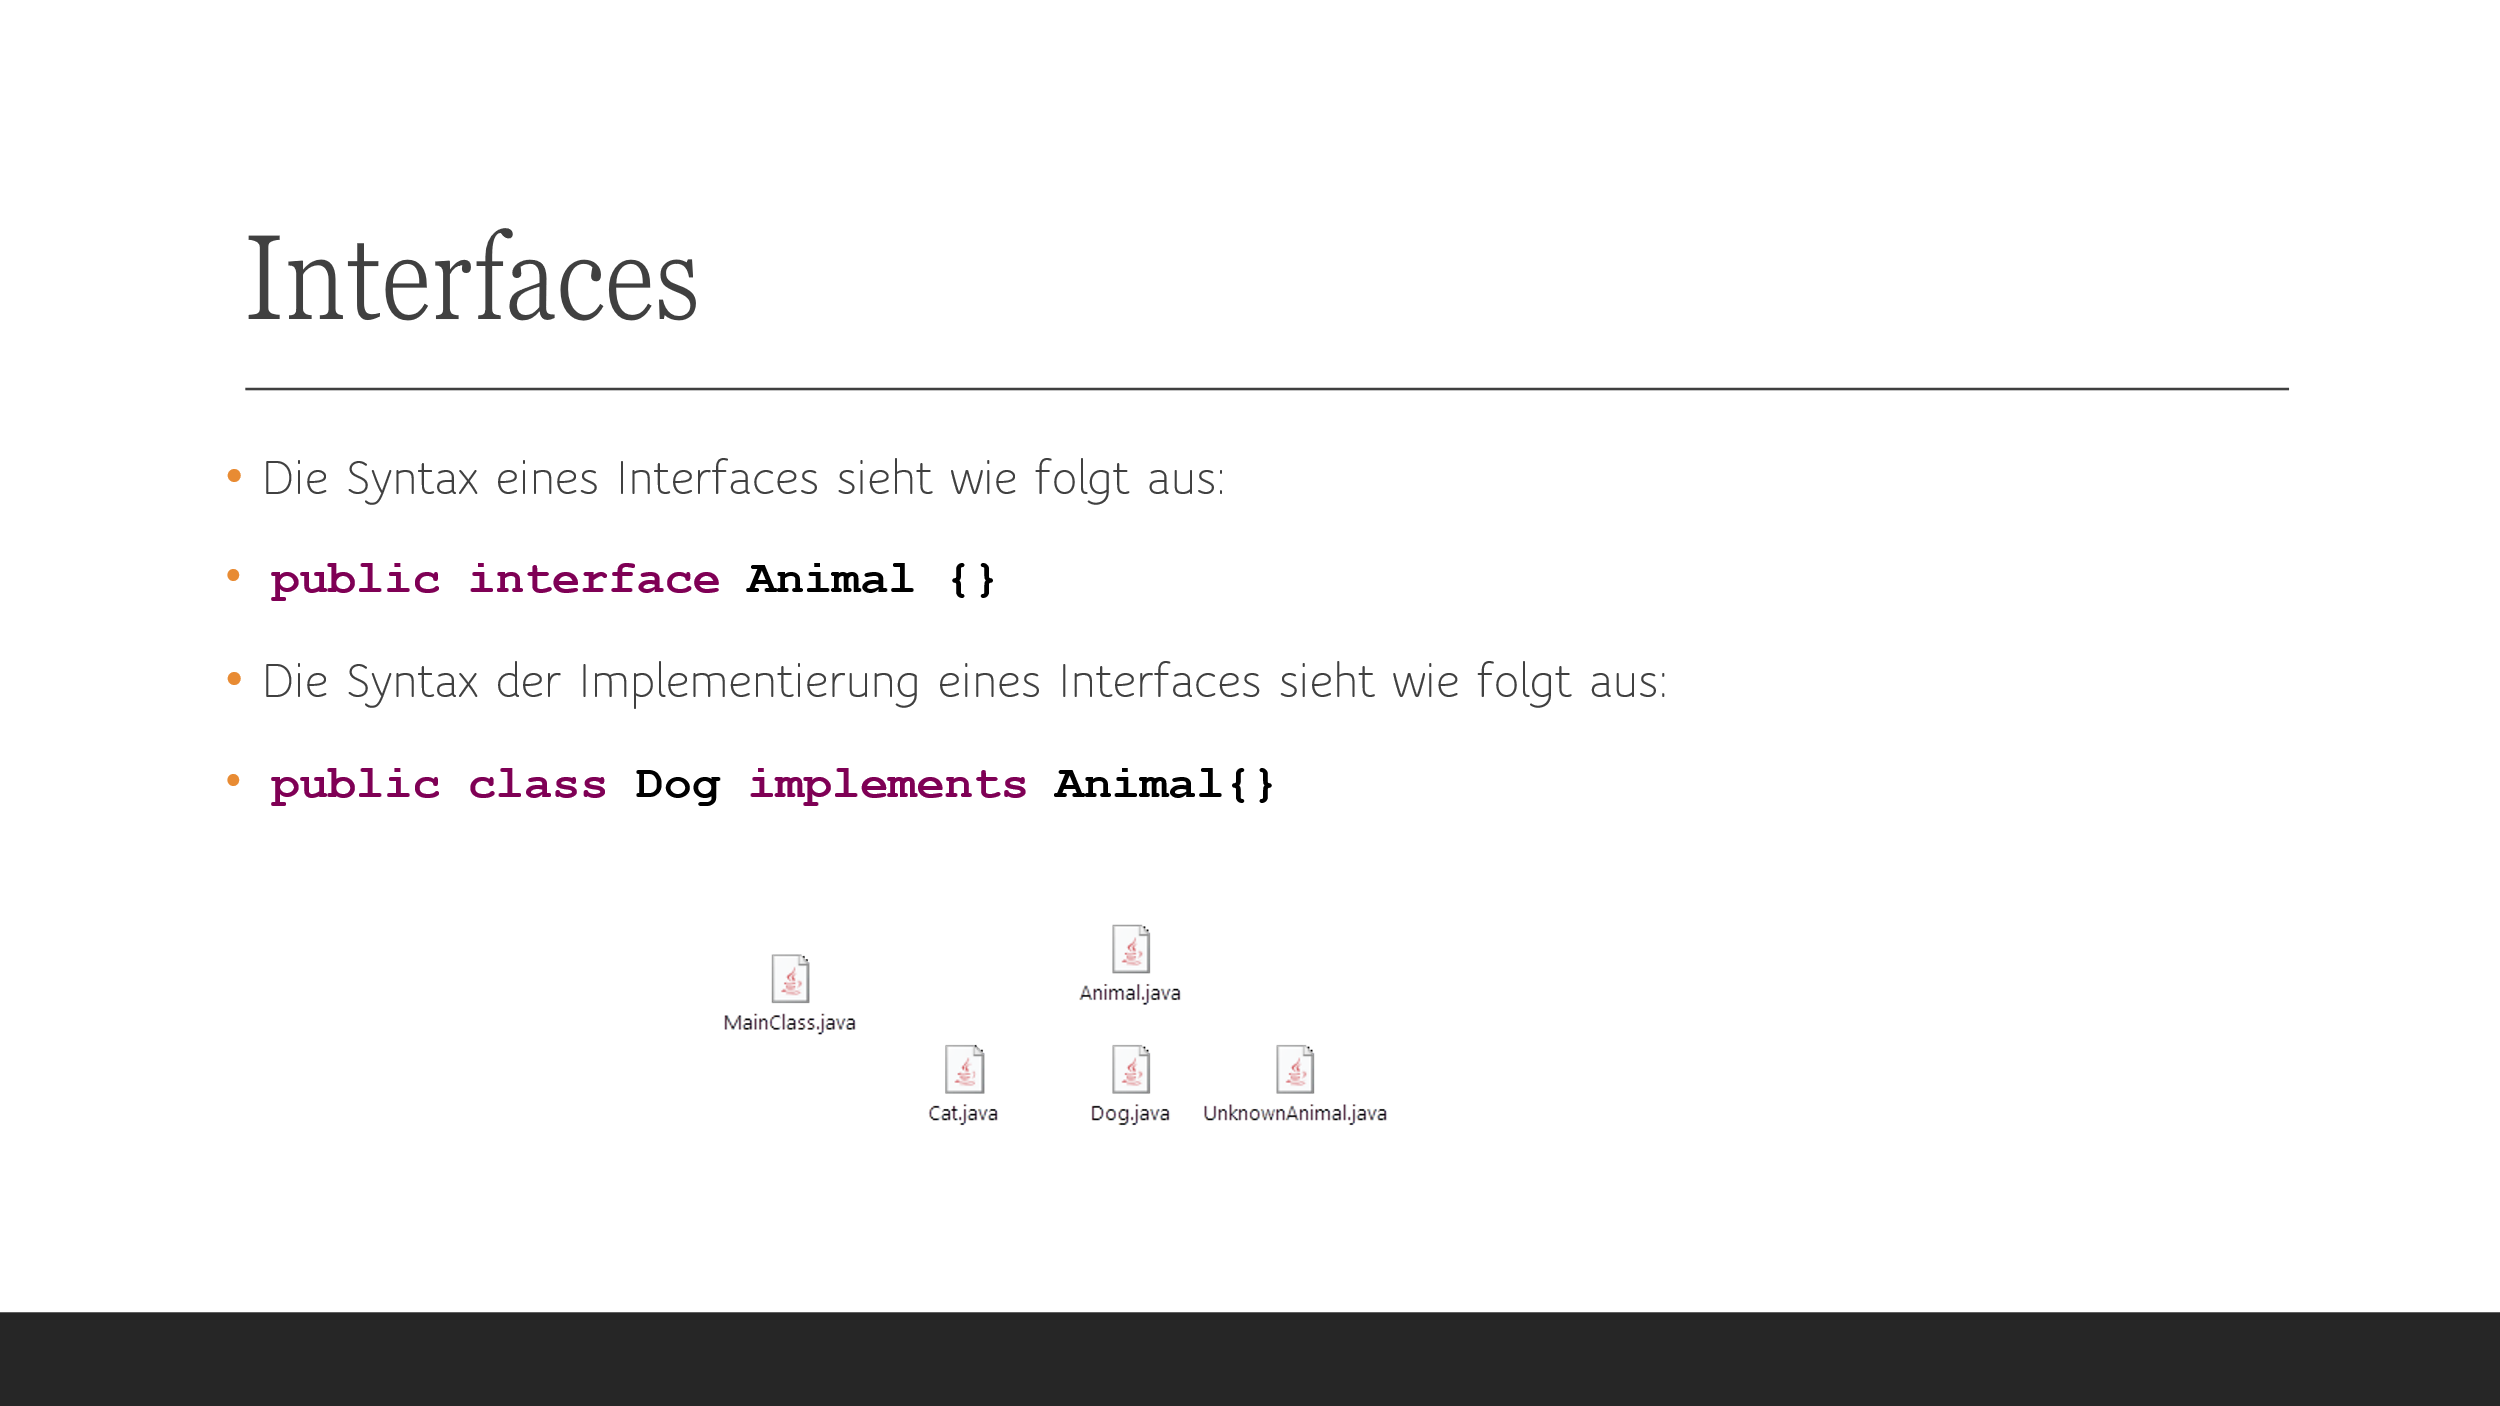 Interfaces
• Die Syntax eines Interfaces sieht wie folgt aus:
• public interface Animal {}
• Die Syntax der Implementierung eines Interfaces sieht wie folgt aus:
• public class Dog implements Animal{}
Animal.java
MainClass.java
Cat.java Dog.java UnknownAnimal.java